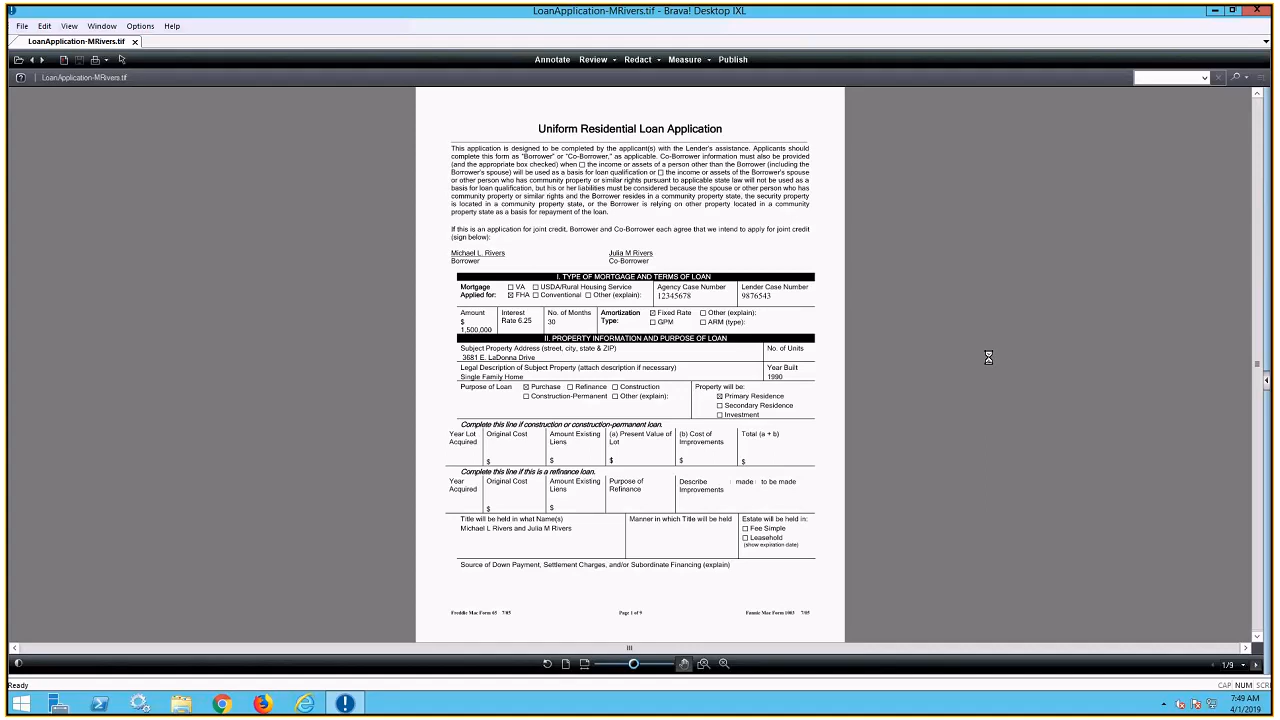 LoanApplication-MRivers.tif - Brava! Desktop IXL
File Edit View Window Options Help
LoanApplication-MRivers.tif
Annotate Review Redact Measure Publish
LoanApplication-MRivers.tif
Uniform Residential Loan Application
This application is designed to be completed by the applicant(s) with the Lender's assistance. Applicants should
complete this form as "Borrower" or "Co-Borrower," as applicable. Co-Borrower information must also be provided
(and the appropriate box checked) when ☐ the income or assets of a person other than the Borrower (including the
Borrower's spouse) will be used as a basis for loan qualification or ☐ the income or assets of the Borrower's spouse
or other person who has community property or similar rights pursuant to applicable state law will not be used as a
basis for loan qualification, but his or her liabilities must be considered because the spouse or other person who has
community property or similar rights and the Borrower resides in a community property state, the security property
is located in a community property state, or the Borrower is relying on other property located in a community
property state as a basis for repayment of the loan.
If this is an application for joint credit, Borrower and Co-Borrower each agree that we intend to apply for joint credit
(sign below):
Michael L. Rivers Julia M Rivers
Borrower Co-Borrower
I. TYPE OF MORTGAGE AND TERMS OF LOAN
Mortgage ☐ VA ☐ USDA/Rural Housing Service Agency Case Number Lender Case Number
Applied for: ☒ FHA ☐ Conventional ☐ Other (explain): 12345678 9876543
Amount Interest No. of Months Amortization ☒ Fixed Rate ☐ Other (explain):
$ Rate 6.25 30 Type: ☐ GPM ☐ ARM (type):
1,500,000
II. PROPERTY INFORMATION AND PURPOSE OF LOAN
Subject Property Address (street, city, state & ZIP) No. of Units
3681 E. LaDonna Drive
Legal Description of Subject Property (attach description if necessary) Year Built
Single Family Home 1990
Purpose of Loan ☒ Purchase ☐ Refinance ☐ Construction Property will be:
☐ Construction-Permanent ☐ Other (explain): ☒ Primary Residence
☐ Secondary Residence
☐ Investment
Complete this line if construction or construction-permanent loan.
Year Lot Original Cost Amount Existing (a) Present Value of (b) Cost of Total (a + b)
Acquired Liens Lot Improvements
$ $ $ $ $
Complete this line if this is a refinance loan.
Year Original Cost Amount Existing Purpose of Describe made to be made
Acquired Liens Refinance Improvements
$ $
Title will be held in what Name(s) Manner in which Title will be held Estate will be held in:
Michael L Rivers and Julia M Rivers ☐ Fee Simple
☐ Leasehold
(show expiration date)
Source of Down Payment, Settlement Charges, and/or Subordinate Financing (explain)
Freddie Mac Form 65 7/05 Page 1 of 9 Fannie Mae Form 1003 7/05
1/9
Ready CAP NUM SCRL
7:49 AM
4/1/2019